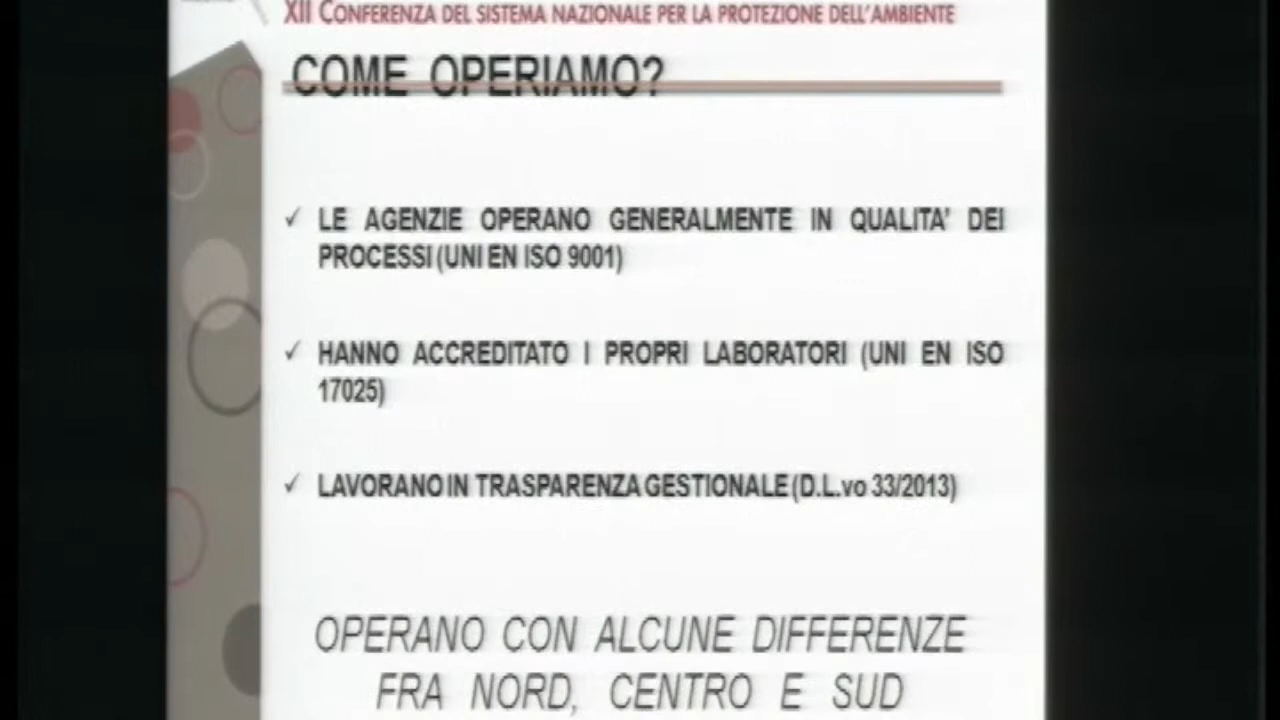 XII CONFERENZA DEL SISTEMA NAZIONALE PER LA PROTEZIONE DELL'AMBIENTE
COME OPERIAMO?
✓ LE AGENZIE OPERANO GENERALMENTE IN QUALITA' DEI
PROCESSI (UNI EN ISO 9001)
✓ HANNO ACCREDITATO I PROPRI LABORATORI (UNI EN ISO
17025)
✓ LAVORANO IN TRASPARENZA GESTIONALE (D.L.vo 33/2013)
OPERANO CON ALCUNE DIFFERENZE
FRA NORD, CENTRO E SUD